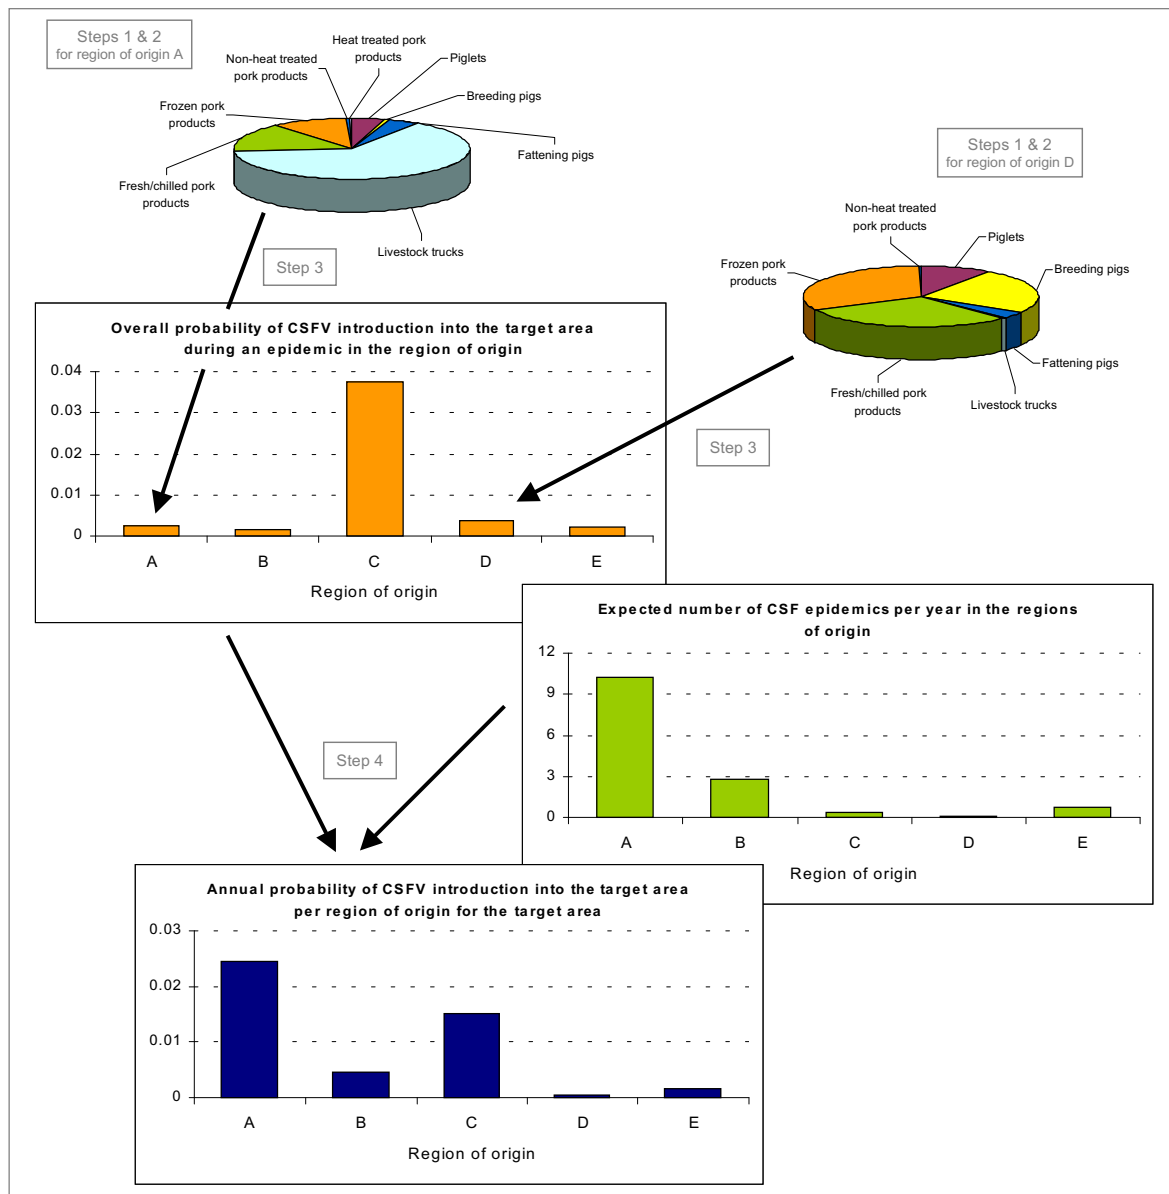 Steps 1 & 2
for region of origin A
Heat treated pork
products
Non-heat treated
pork products
Piglets
Breeding pigs
Frozen pork
products
Fattening pigs
Fresh/chilled pork
products
Livestock trucks
Steps 1 & 2
for region of origin D
Non-heat treated
pork products
Piglets
Frozen pork
products
Breeding pigs
Fattening pigs
Fresh/chilled pork
products
Livestock trucks
Step 3
Step 3
Overall probability of CSFV introduction into the target area
during an epidemic in the region of origin
0.04
0.03
0.02
0.01
0
A B C D E
Region of origin
Expected number of CSF epidemics per year in the regions
of origin
12
9
6
3
0
A B C D E
Region of origin
Step 4
Annual probability of CSFV introduction into the target area
per region of origin for the target area
0.03
0.02
0.01
0
A B C D E
Region of origin